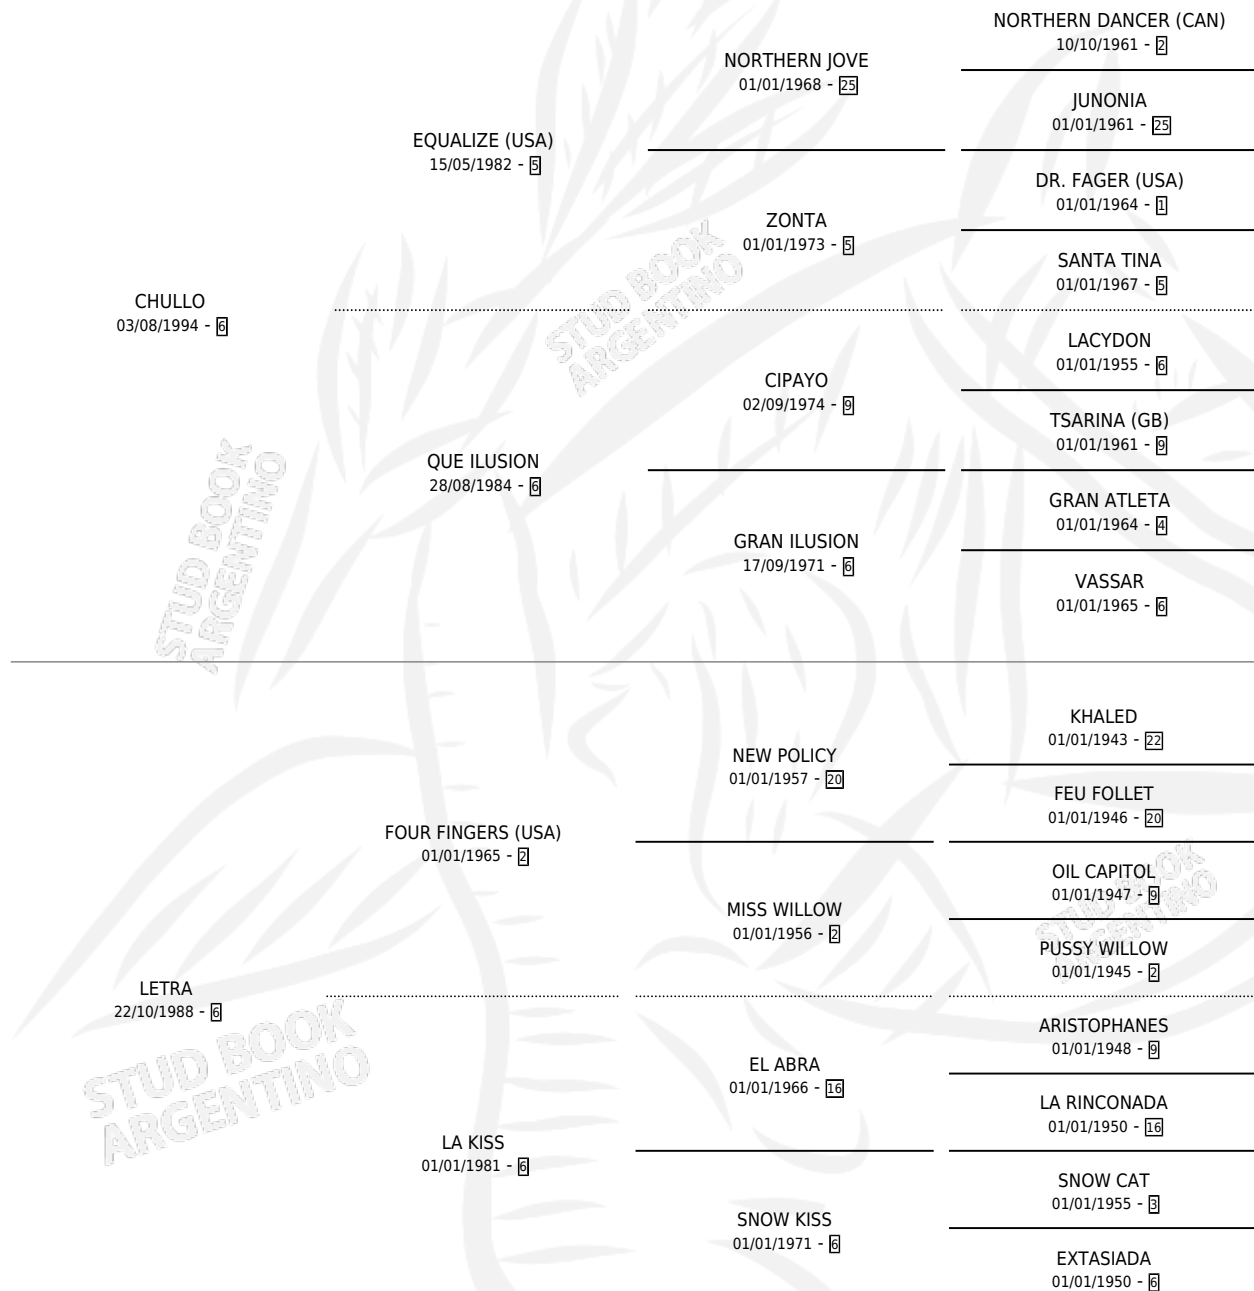 NORTHERN DANCER (CAN)
10/10/1961 - 2
NORTHERN JOVE
01/01/1968 - 25
JUNONIA
01/01/1961 - 25
EQUALIZE (USA)
15/05/1982 - 5
DR. FAGER (USA)
01/01/1964 - 1
ZONTA
01/01/1973 - 5
SANTA TINA
01/01/1967 - 5
STUD BOOK
ARGENTINO
CHULLO
03/08/1994 - 6
LACYDON
01/01/1955 - 6
CIPAYO
02/09/1974 - 9
TSARINA (GB)
01/01/1961 - 9
QUE ILUSION
28/08/1984 - 6
GRAN ATLETA
01/01/1964 - 4
GRAN ILUSION
17/09/1971 - 6
VASSAR
01/01/1965 - 6
STUD BOOK
ARGENTINO
KHALED
01/01/1943 - 22
NEW POLICY
01/01/1957 - 20
FEU FOLLET
01/01/1946 - 20
FOUR FINGERS (USA)
01/01/1965 - 2
OIL CAPITOL
01/01/1947 - 9
STUD BOOK
ARGENTINO
MISS WILLOW
01/01/1956 - 2
PUSSY WILLOW
01/01/1945 - 2
LETRA
22/10/1988 - 6
ARISTOPHANES
01/01/1948 - 9
EL ABRA
01/01/1966 - 16
STUD BOOK
ARGENTINO
LA RINCONADA
01/01/1950 - 16
LA KISS
01/01/1981 - 6
SNOW CAT
01/01/1955 - 3
SNOW KISS
01/01/1971 - 6
EXTASIADA
01/01/1950 - 6